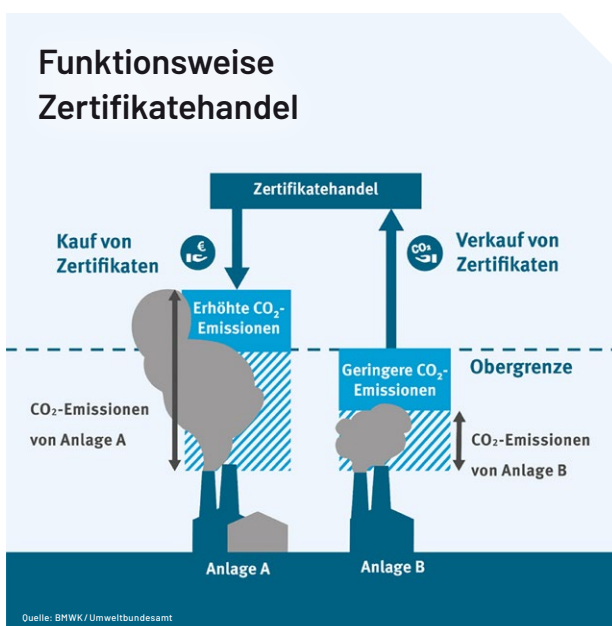 Funktionsweise
Zertifikatehandel
Zertifikatehandel
Kauf von
Zertifikaten
€
CO₂
Verkauf von
Zertifikaten
Erhöhte CO₂-
Emissionen
Geringere CO₂-
Emissionen
Obergrenze
CO₂-Emissionen
von Anlage A
CO₂-Emissionen
von Anlage B
Anlage A
Anlage B
Quelle: BMWK/Umweltbundesamt